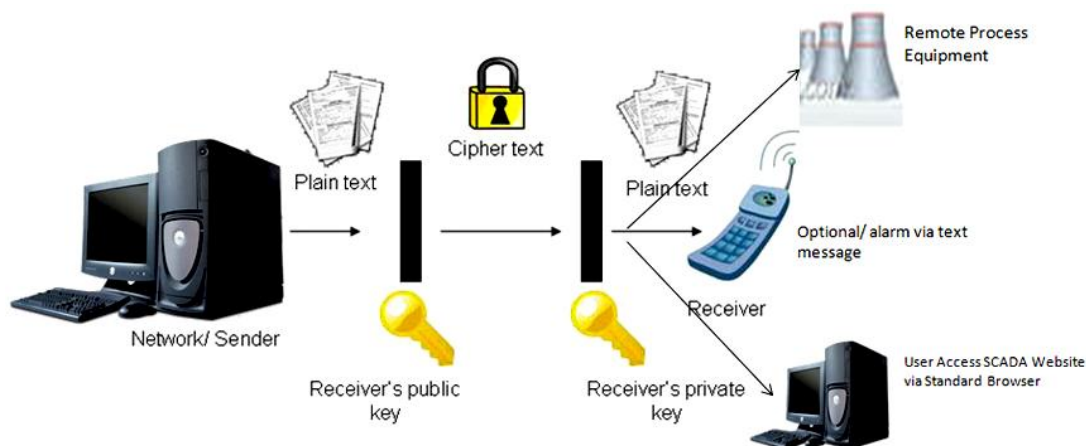 Remote Process
Equipment
Cipher text
Plain text
Plain text
Optional/ alarm via text
message
Receiver
Network/ Sender
User Access SCADA Website
via Standard Browser
Receiver's public
key
Receiver's private
key